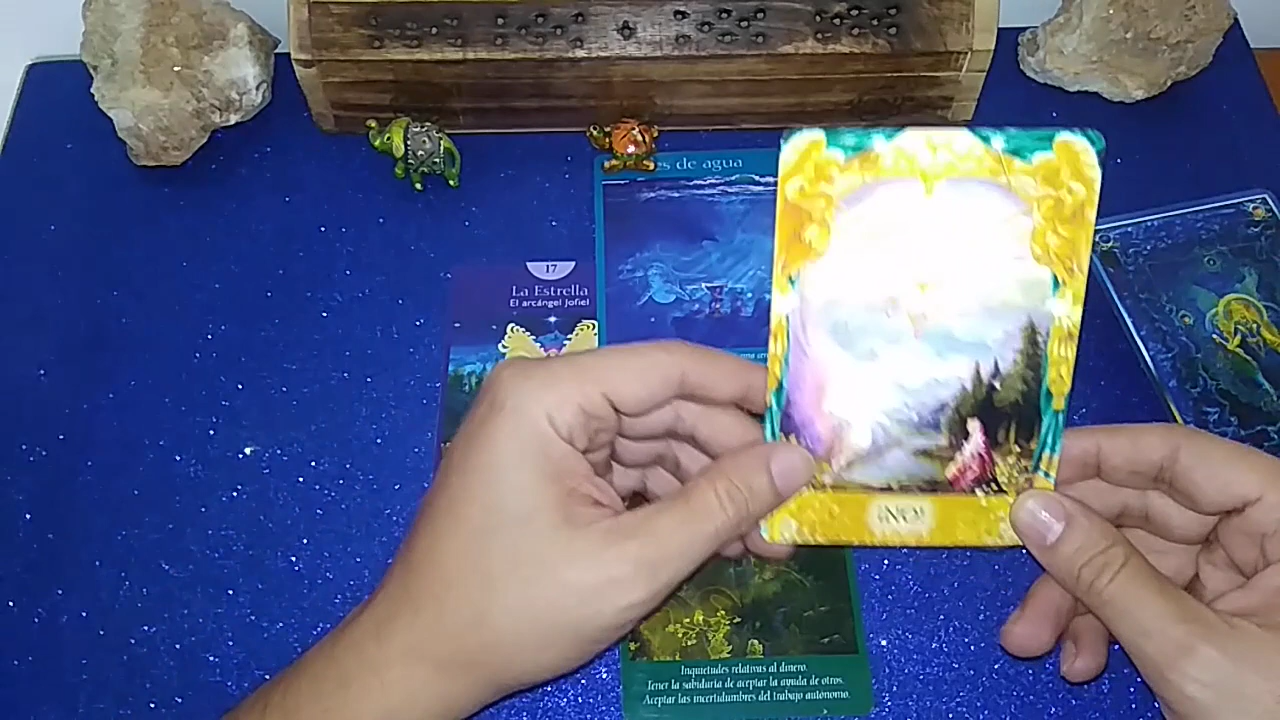 es de agua
17
La Estrella
El arcángel Jofiel
¡NO!
Inquietudes relativas al dinero.
Tener la sabiduría de aceptar la ayuda de otros.
Aceptar las incertidumbres del trabajo autónomo.